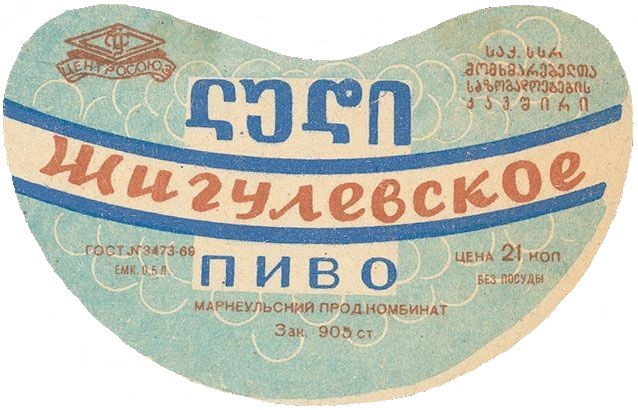 ЦЕНТРОСОЮЗ
საქ. სსრ
მომხმარებელთა
საზოგადოებების
კავშირი
ლუდი
Жигулевское
ПИВО
ГОСТ № 3473-69
ЕМК. 0,5 Л
ЦЕНА 21 КОП
БЕЗ ПОСУДЫ
МАРНЕУЛЬСКИЙ ПРОД.КОМБИНАТ
Зак. 905 ст.